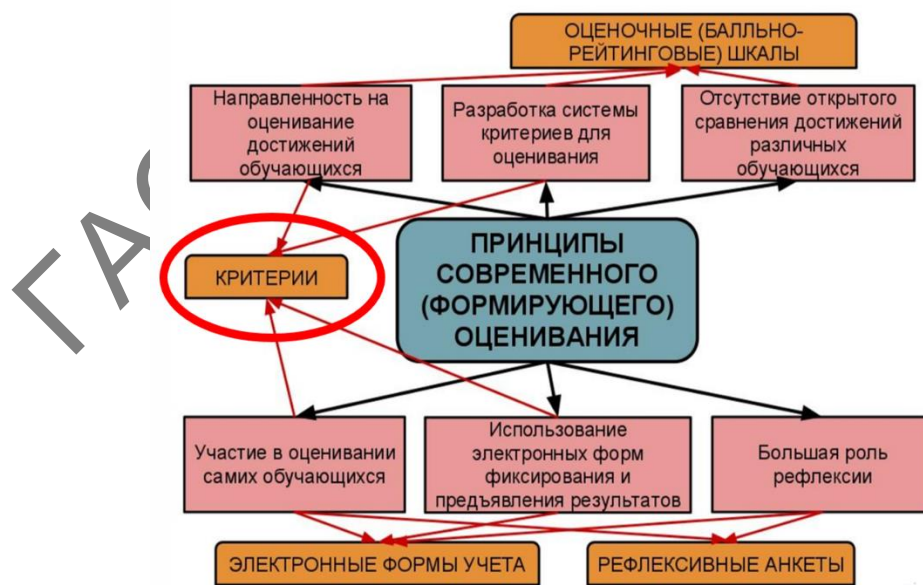 ОЦЕНОЧНЫЕ (БАЛЛЬНО-
РЕЙТИНГОВЫЕ) ШКАЛЫ
Направленность на
оценивание
достижений
обучающихся
Разработка системы
критериев для
оценивания
Отсутствие открытого
сравнения достижений
различных
обучающихся
КРИТЕРИИ
ПРИНЦИПЫ
СОВРЕМЕННОГО
(ФОРМИРУЮЩЕГО)
ОЦЕНИВАНИЯ
Участие в оценивании
самих обучающихся
Использование
электронных форм
фиксирования и
предъявления результатов
Большая роль
рефлексии
ЭЛЕКТРОННЫЕ ФОРМЫ УЧЕТА
РЕФЛЕКСИВНЫЕ АНКЕТЫ